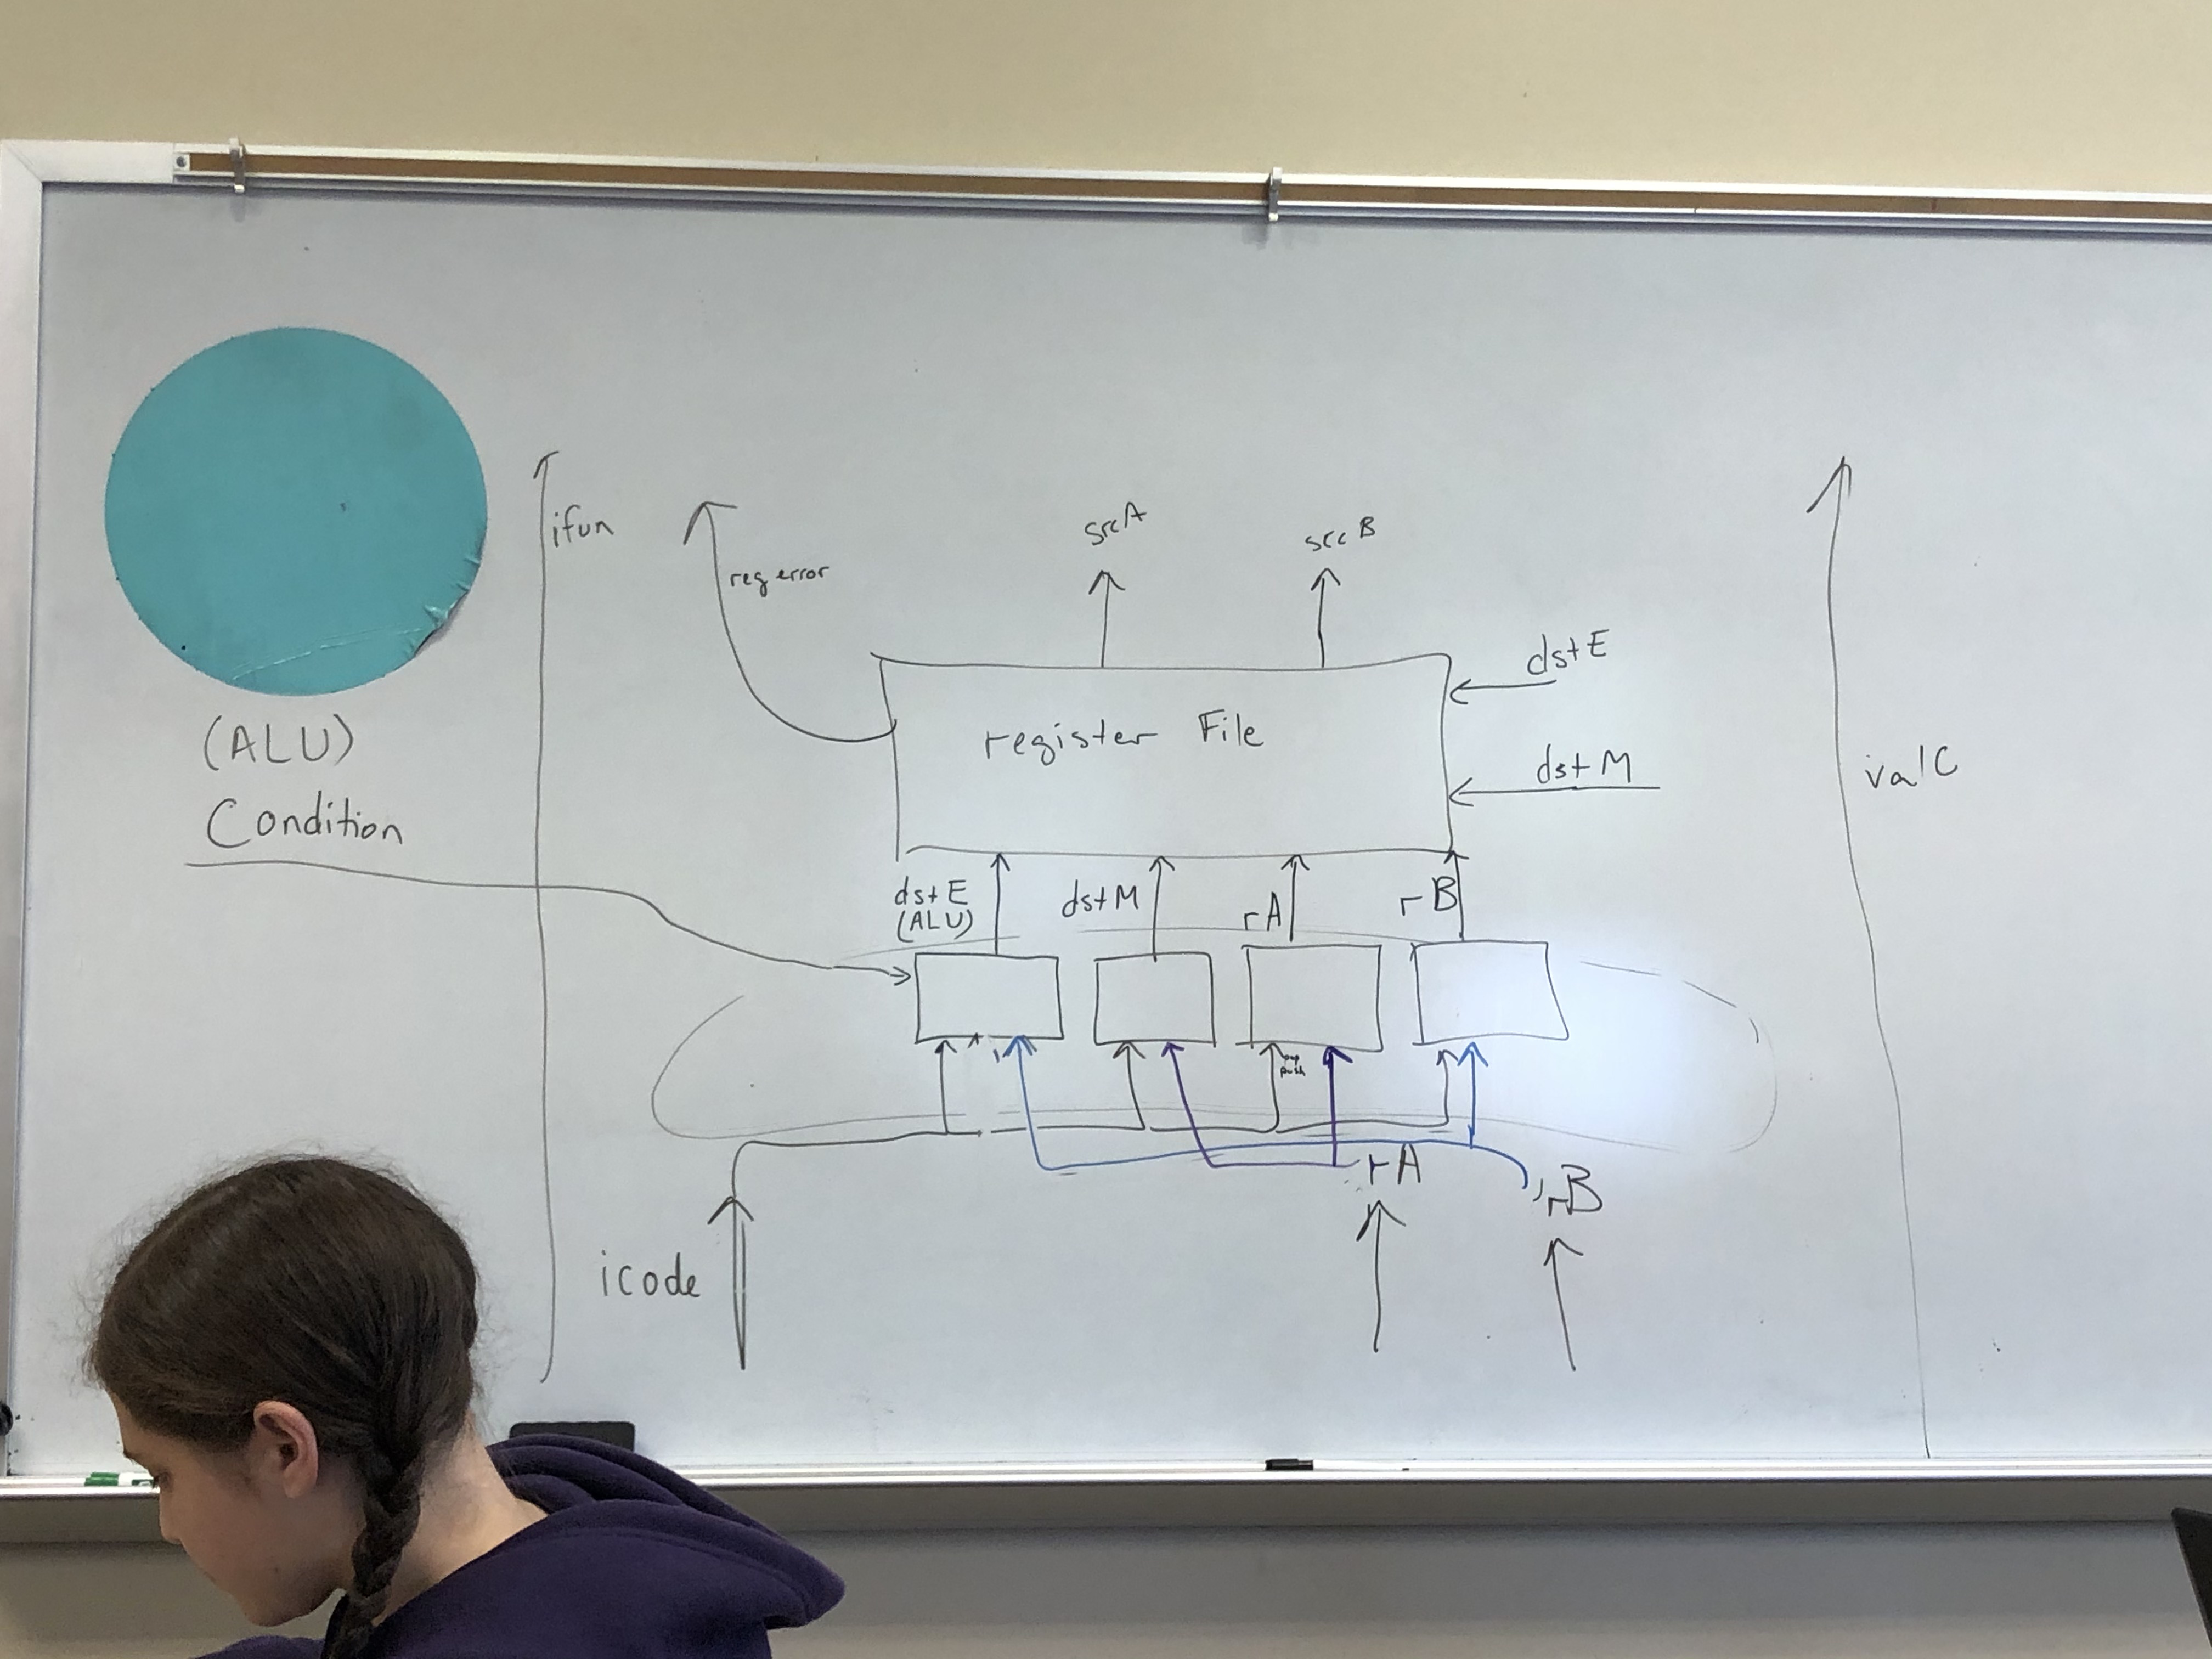 ifun
reg error
srcA
srcB
dstE
register File
dstM
valC
(ALU)
Condition
dstE
(ALU)
dstM
rA
rB
push
rA
rB
icode